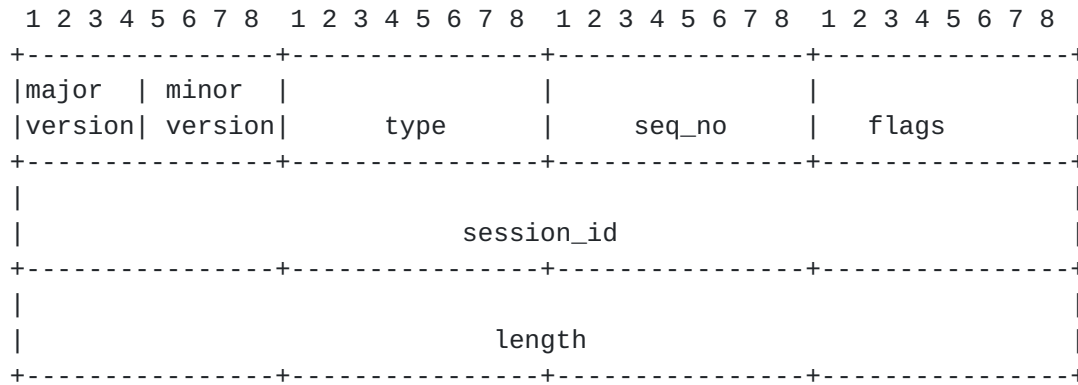 1 2 3 4 5 6 7 8 1 2 3 4 5 6 7 8 1 2 3 4 5 6 7 8 1 2 3 4 5 6 7 8
major minor
version version type seq_no flags
session_id
length